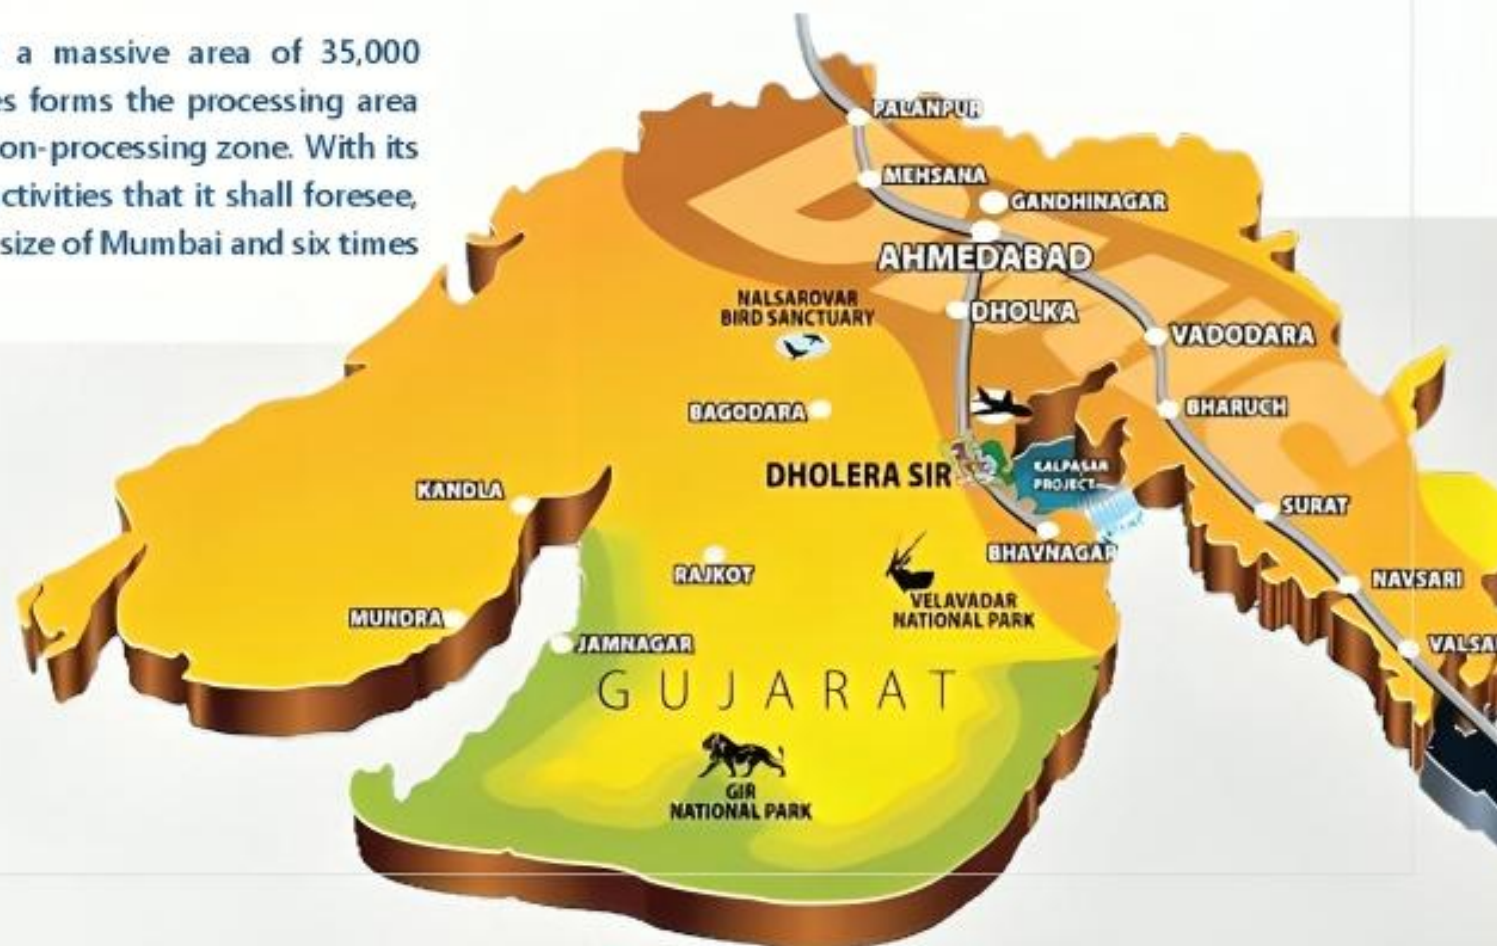 a massive area of 35,000
es forms the processing area
on-processing zone. With its
ctivities that it shall foresee,
size of Mumbai and six times
PALANPUR
MEHSANA
GANDHINAGAR
AHMEDABAD
NALSAROVAR
BIRD SANCTUARY
DHOLKA
VADODARA
BAGODARA
BHARUCH
DHOLERA SIR
KALPASAR
PROJECT
KANDLA
SURAT
BHAVNAGAR
RAJKOT
NAVSARI
VELAVADAR
NATIONAL PARK
MUNDRA
JAMNAGAR
VALSA
GUJARAT
GIR
NATIONAL PARK